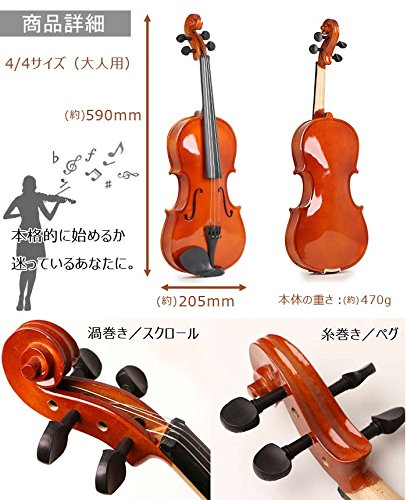 商品詳細
4/4サイズ（大人用）
(約)590mm
本格的に始めるか
迷っているあなたに。
(約)205mm
本体の重さ:(約)470g
渦巻き／スクロール
糸巻き／ペグ